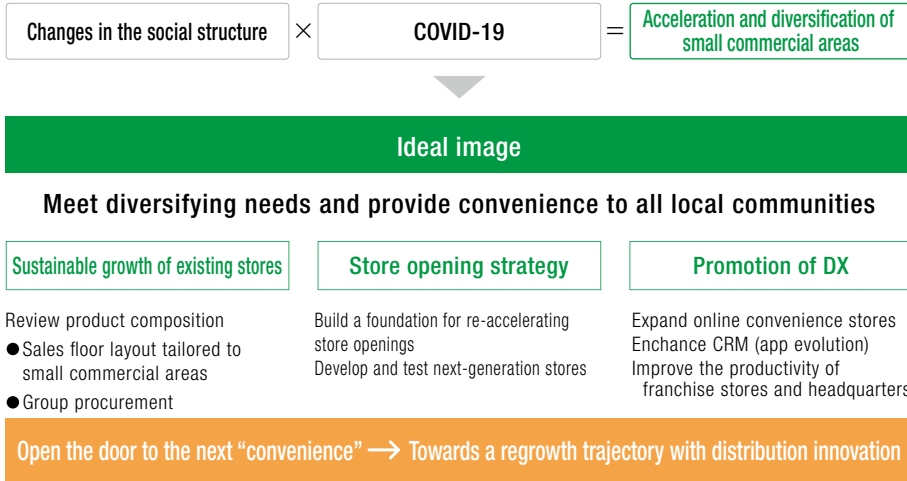 Changes in the social structure × COVID-19 = Acceleration and diversification of
small commercial areas
Ideal image
Meet diversifying needs and provide convenience to all local communities
Sustainable growth of existing stores
Review product composition
●Sales floor layout tailored to
small commercial areas
●Group procurement
Store opening strategy
Build a foundation for re-accelerating
store openings
Develop and test next-generation stores
Promotion of DX
Expand online convenience stores
Enchance CRM (app evolution)
Improve the productivity of
franchise stores and headquarters
Open the door to the next “convenience” → Towards a regrowth trajectory with distribution innovation